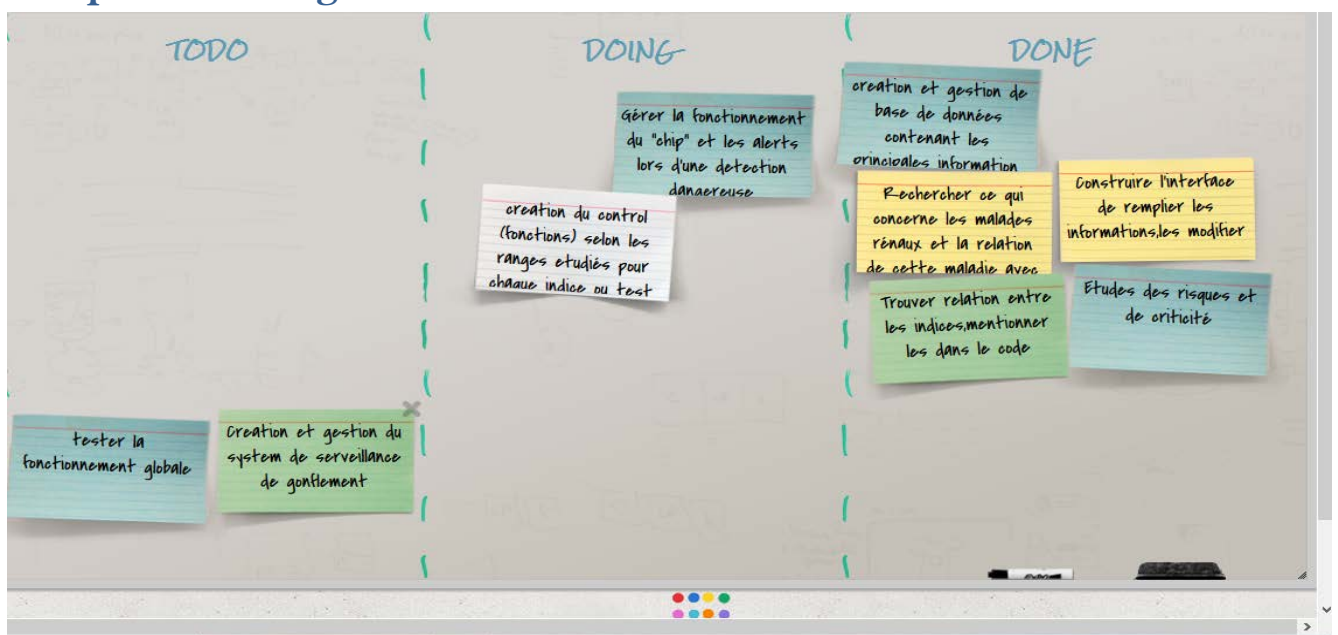 TODO
tester la
fonctionnement globale
Creation et gestion du
system de serveillance
de gonflement
DOING
Gérer la fonctionnement
du "chip" et les alerts
lors d'une detection
dangereuse
creation du control
(fonctions) selon les
ranges etudiés pour
chaque indice ou test
DONE
creation et gestion de
base de données
contenant les
principales information
Rechercher ce qui
concerne les malades
rénaux et la relation
de cette maladie avec
Construire l'interface
de remplier les
informations,les modifier
Trouver relation entre
les indices,mentionner
les dans le code
Etudes des risques et
de criticité
EXPO